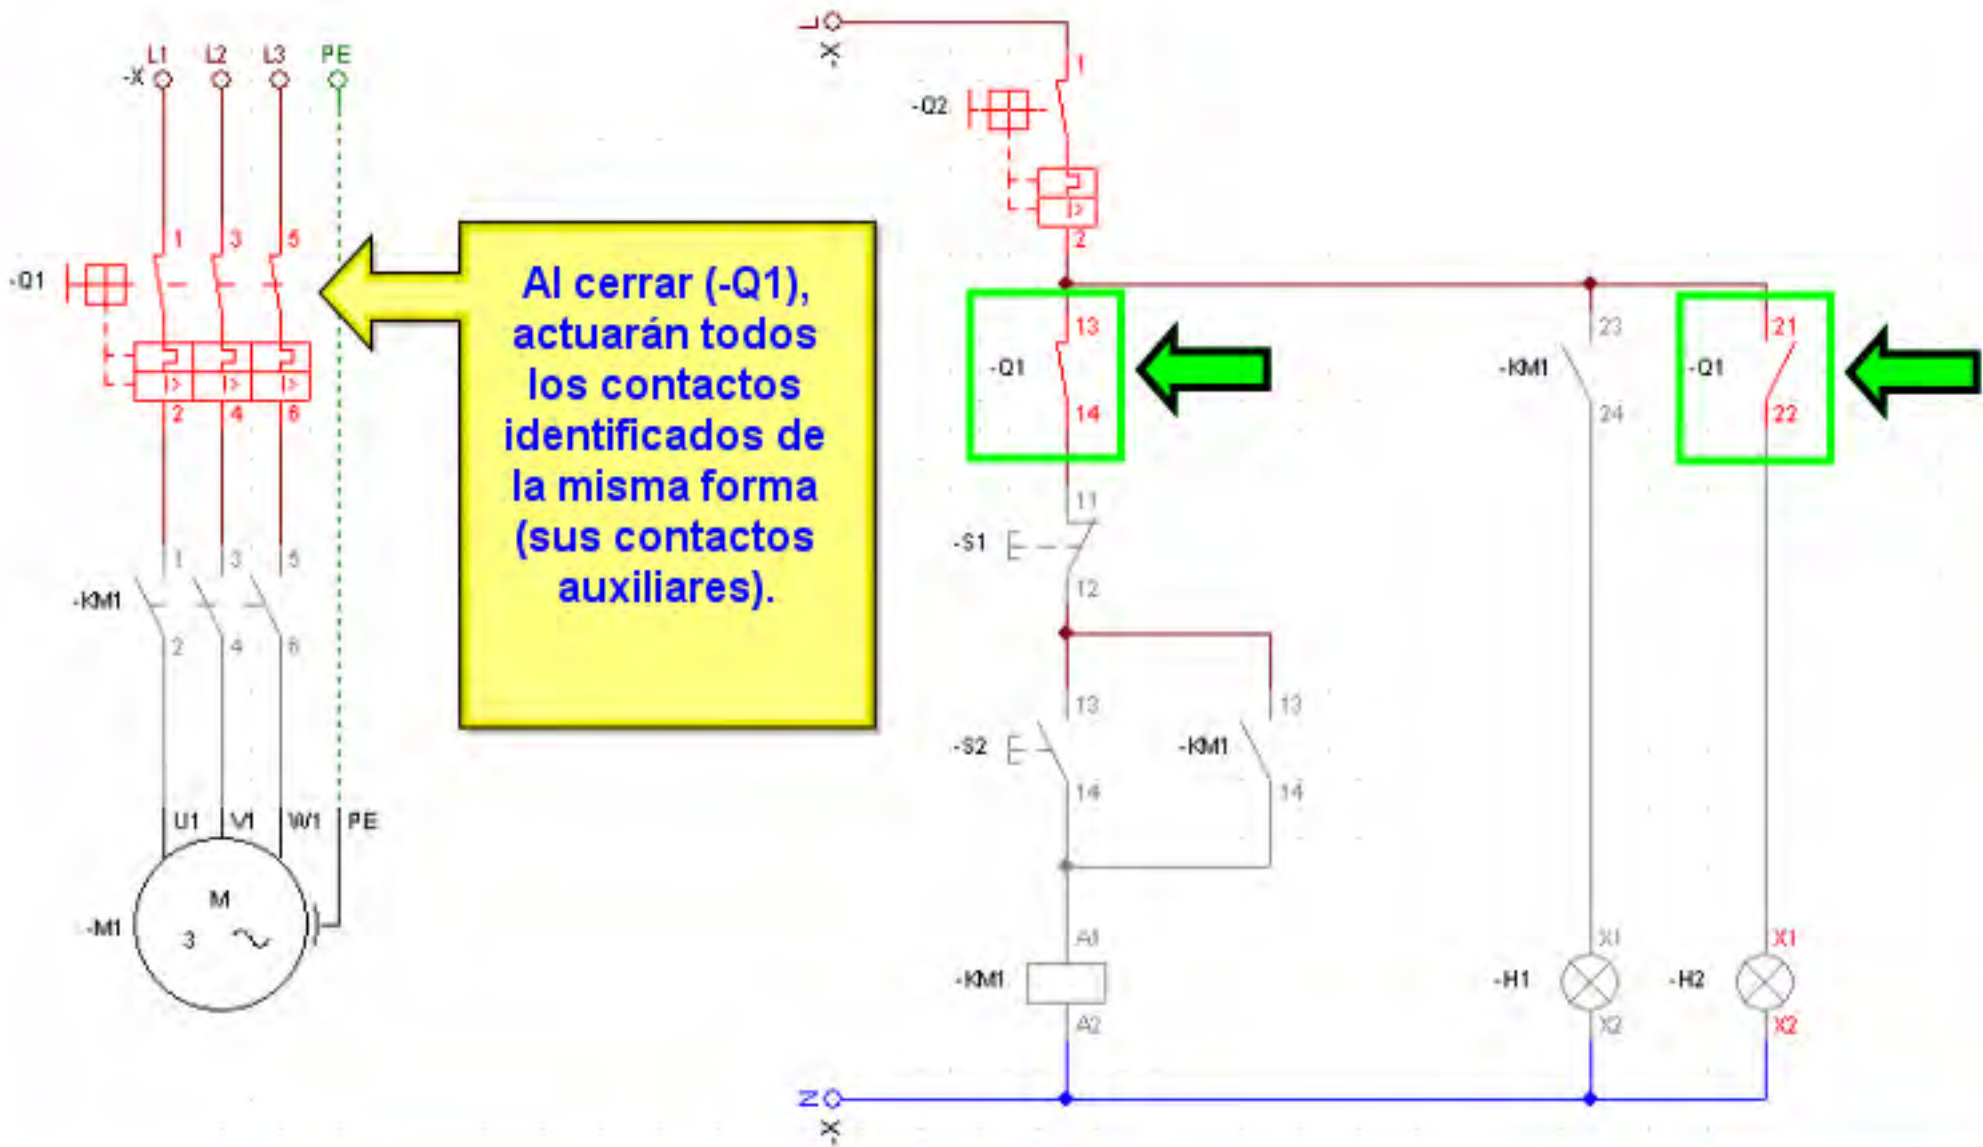 L1 L2 L3 PE
-X
1 3 5
-Q1
2 4 6
1 3 5
-KM1
2 4 6
U1 V1 W1 PE
M
3
-M1
Al cerrar (-Q1),
actuarán todos
los contactos
identificados de
la misma forma
(sus contactos
auxiliares).
L
-X
1
-Q2
2
13
-Q1
14
11
-S1
12
13
-S2
14
13
-KM1
14
A1
-KM1
A2
23
-KM1
24
X1
-H1
X2
21
-Q1
22
X1
-H2
X2
N
-X